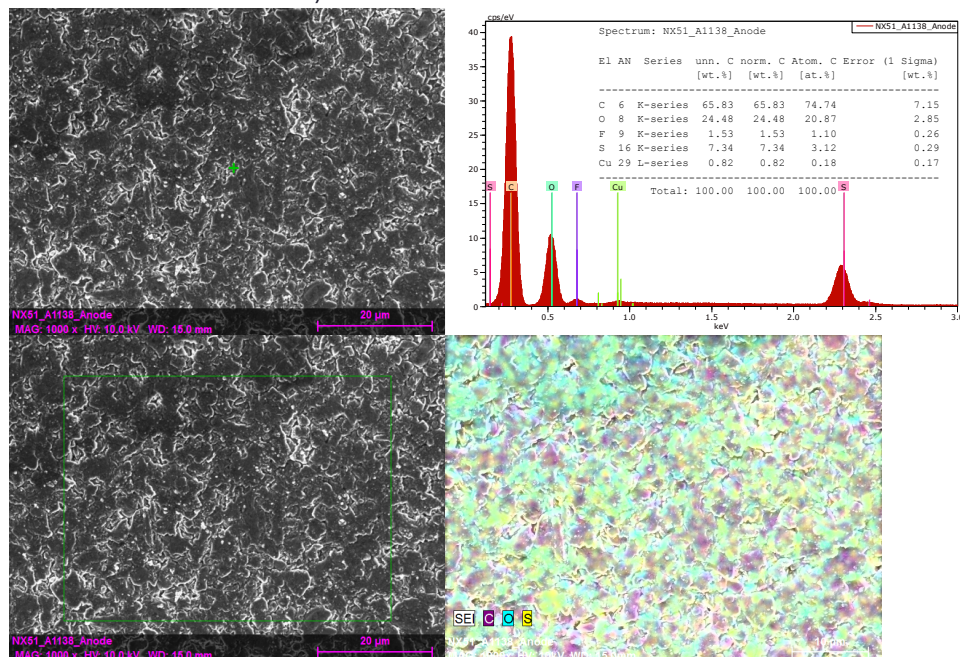 cps/eV
NX51_A1138_Anode
Spectrum: NX51_A1138_Anode
El AN Series unn. C norm. C Atom. C Error (1 Sigma)
[wt.%] [wt.%] [at.%] [wt.%]
C 6 K-series 65.83 65.83 74.74 7.15
O 8 K-series 24.48 24.48 20.87 2.85
F 9 K-series 1.53 1.53 1.10 0.26
S 16 K-series 7.34 7.34 3.12 0.29
Cu 29 L-series 0.82 0.82 0.18 0.17
Total: 100.00 100.00 100.00
40
35
30
25
20
15
10
5
0
S C O F Cu S
0.5 1.0 1.5 2.0 2.5 3.0
keV
NX51_A1138_Anode 20 µm
MAG: 1000 x HV: 10.0 kV WD: 15.0 mm
NX51_A1138_Anode 20 µm
MAG: 1000 x HV: 10.0 kV WD: 15.0 mm
SEI C O S
NX51_A1138_Anode